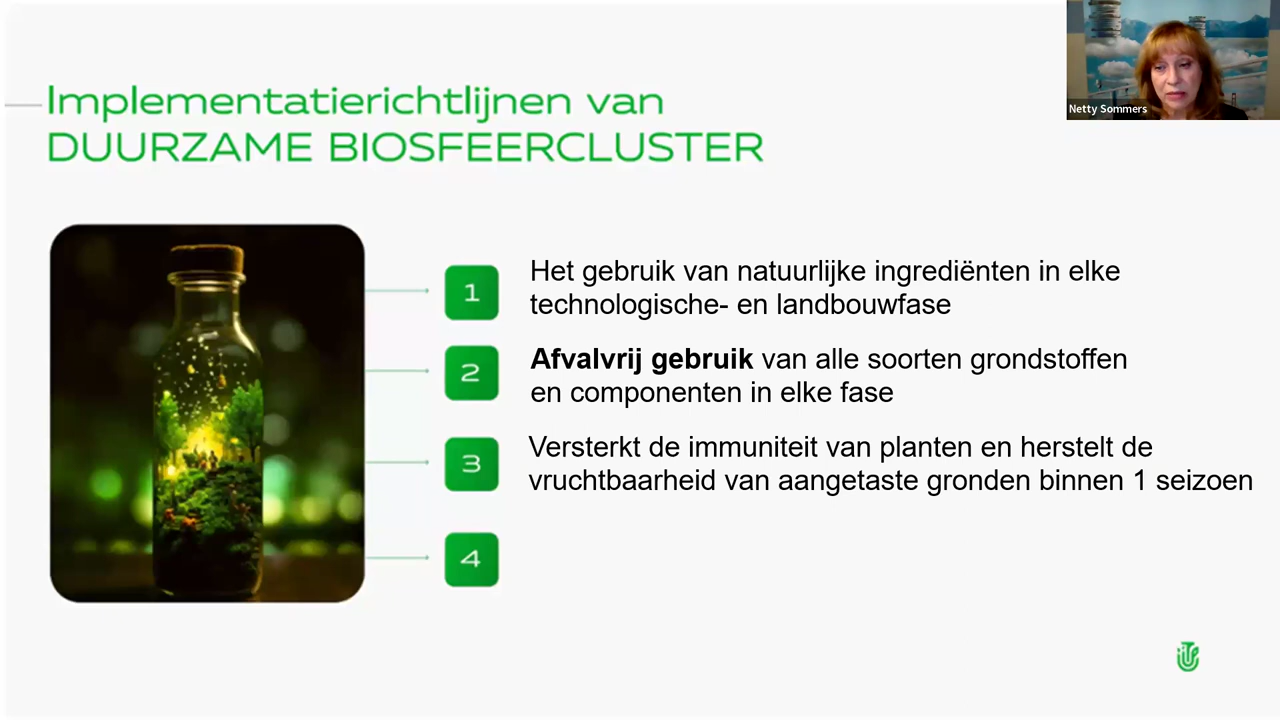 Netty Sommers
Implementatierichtlijnen van
DUURZAME BIOSFEERCLUSTER
1
Het gebruik van natuurlijke ingrediënten in elke
technologische- en landbouwfase
2
Afvalvrij gebruik van alle soorten grondstoffen
en componenten in elke fase
3
Versterkt de immuniteit van planten en herstelt de
vruchtbaarheid van aangetaste gronden binnen 1 seizoen
4